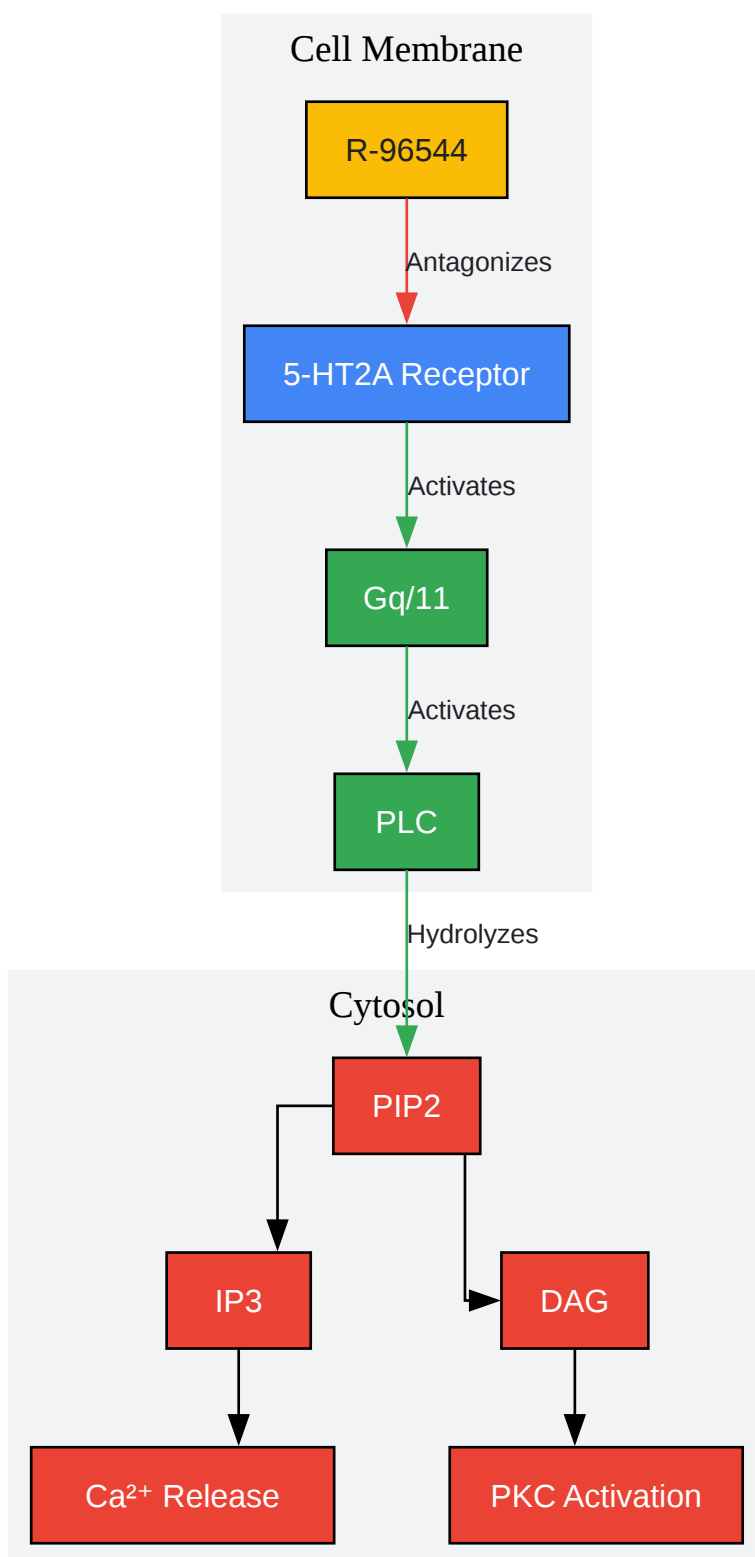 Cell Membrane
R-96544
Antagonizes
5-HT2A Receptor
Activates
Gq/11
Activates
PLC
Hydrolyzes
Cytosol
PIP2
IP3
DAG
Ca²⁺ Release
PKC Activation